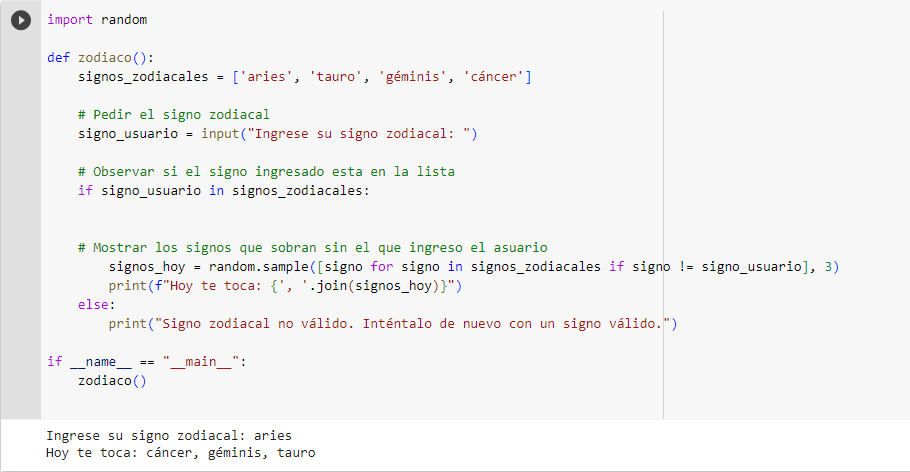 import random
def zodiaco():
signos_zodiacales = ['aries', 'tauro', 'géminis', 'cáncer']
# Pedir el signo zodiacal
signo_usuario = input("Ingrese su signo zodiacal: ")
# Observar si el signo ingresado esta en la lista
if signo_usuario in signos_zodiacales:
# Mostrar los signos que sobran sin el que ingreso el asuario
signos_hoy = random.sample([signo for signo in signos_zodiacales if signo != signo_usuario], 3)
print(f"Hoy te toca: {', '.join(signos_hoy)}")
else:
print("Signo zodiacal no válido. Inténtalo de nuevo con un signo válido.")
if __name__ == "__main__":
zodiaco()
Ingrese su signo zodiacal: aries
Hoy te toca: cáncer, géminis, tauro